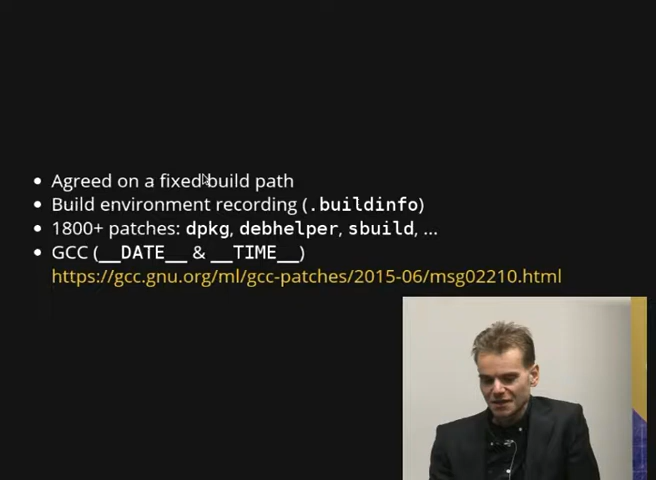 Agreed on a fixed build path
Build environment recording (.buildinfo)
1800+ patches: dpkg, debhelper, sbuild, ...
GCC (__DATE__ & __TIME__)
https://gcc.gnu.org/ml/gcc-patches/2015-06/msg02210.html